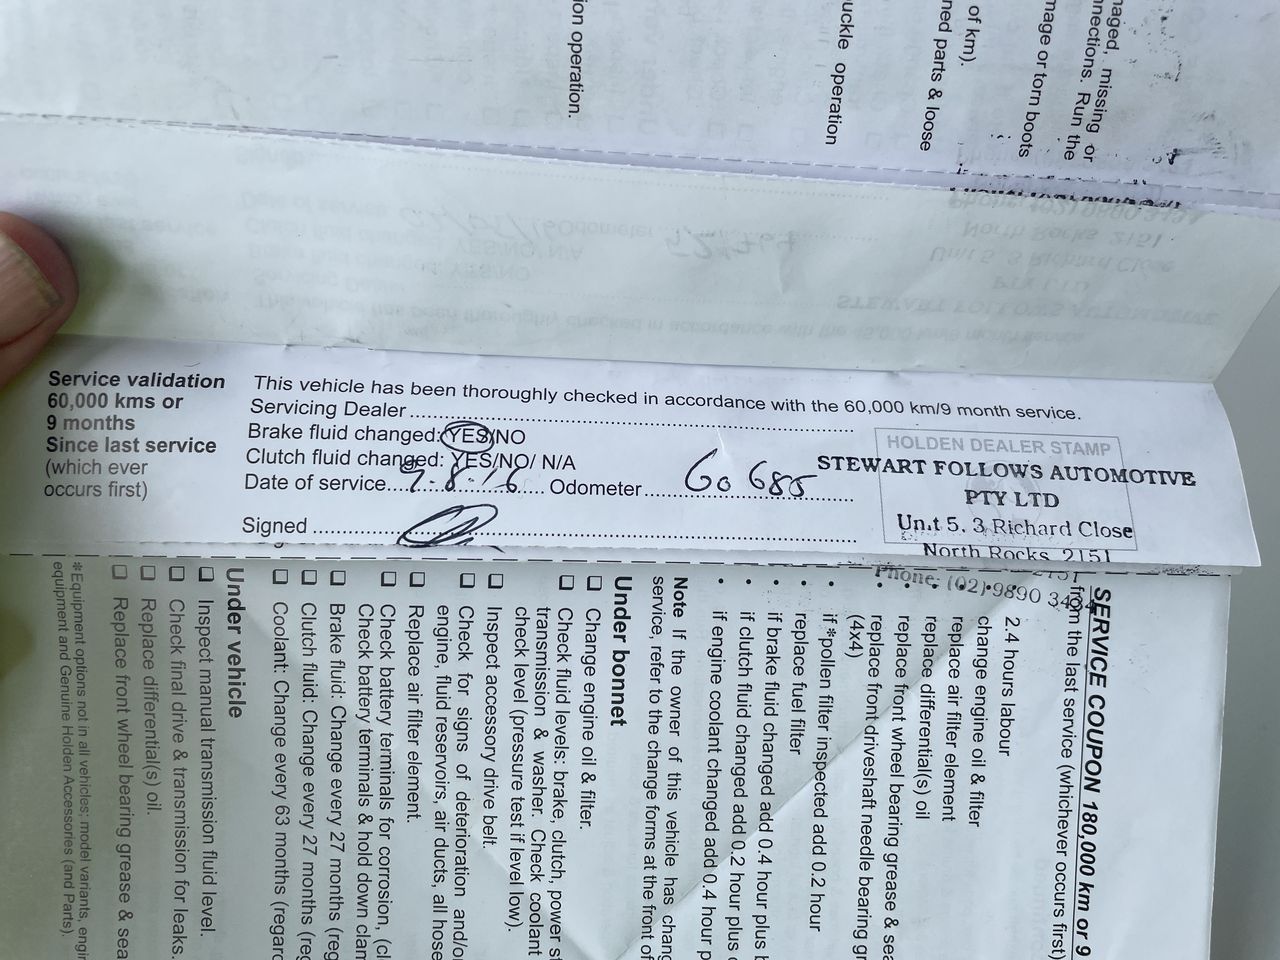 ion operation.
uckle operation
of km).
ned parts & loose
naged, missing or
nnections. Run the
mage or torn boots
Service validation
60,000 kms or
9 months
Since last service
(which ever
occurs first)
This vehicle has been thoroughly checked in accordance with the 60,000 km/9 month service.
Servicing Dealer
Brake fluid changed: YES/NO
Clutch fluid changed: YES/NO/ N/A
Date of service 9.8.16 Odometer 60 685
Signed
HOLDEN DEALER STAMP
STEWART FOLLOWS AUTOMOTIVE
PTY LTD
Unit 5, 3 Richard Close
North Rocks 2151
Phone: (02) 9890 3434
SERVICE COUPON 180,000 km or 9
from the last service (whichever occurs first)
2.4 hours labour
change engine oil & filter
• replace air filter element
• replace differential(s) oil
• replace front wheel bearing grease & sea
• replace front driveshaft needle bearing gr
(4x4)
• if *pollen filter inspected add 0.2 hour
• replace fuel filter
• if brake fluid changed add 0.4 hour plus b
• if clutch fluid changed add 0.2 hour plus
• if engine coolant changed add 0.4 hour p
Note If the owner of this vehicle has chang
service, refer to the change forms at the front of
Under bonnet
❑ Change engine oil & filter.
❑ Check fluid levels: brake, clutch, power st
transmission & washer. Check coolant
check level (pressure test if level low).
❑ Inspect accessory drive belt.
❑ Check for signs of deterioration and/o
engine, fluid reservoirs, air ducts, all hose
❑ Replace air filter element.
❑ Check battery terminals for corrosion, (cl
Check battery terminals & hold down clam
❑ Brake fluid: Change every 27 months (reg
❑ Clutch fluid: Change every 27 months (reg
❑ Coolant: Change every 63 months (regard
Under vehicle
❑ Inspect manual transmission fluid level.
❑ Check final drive & transmission for leaks.
❑ Replace differential(s) oil.
❑ Replace front wheel bearing grease & sea
*Equipment options not in all vehicles; model variants, engin
equipment and Genuine Holden Accessories (and Parts).